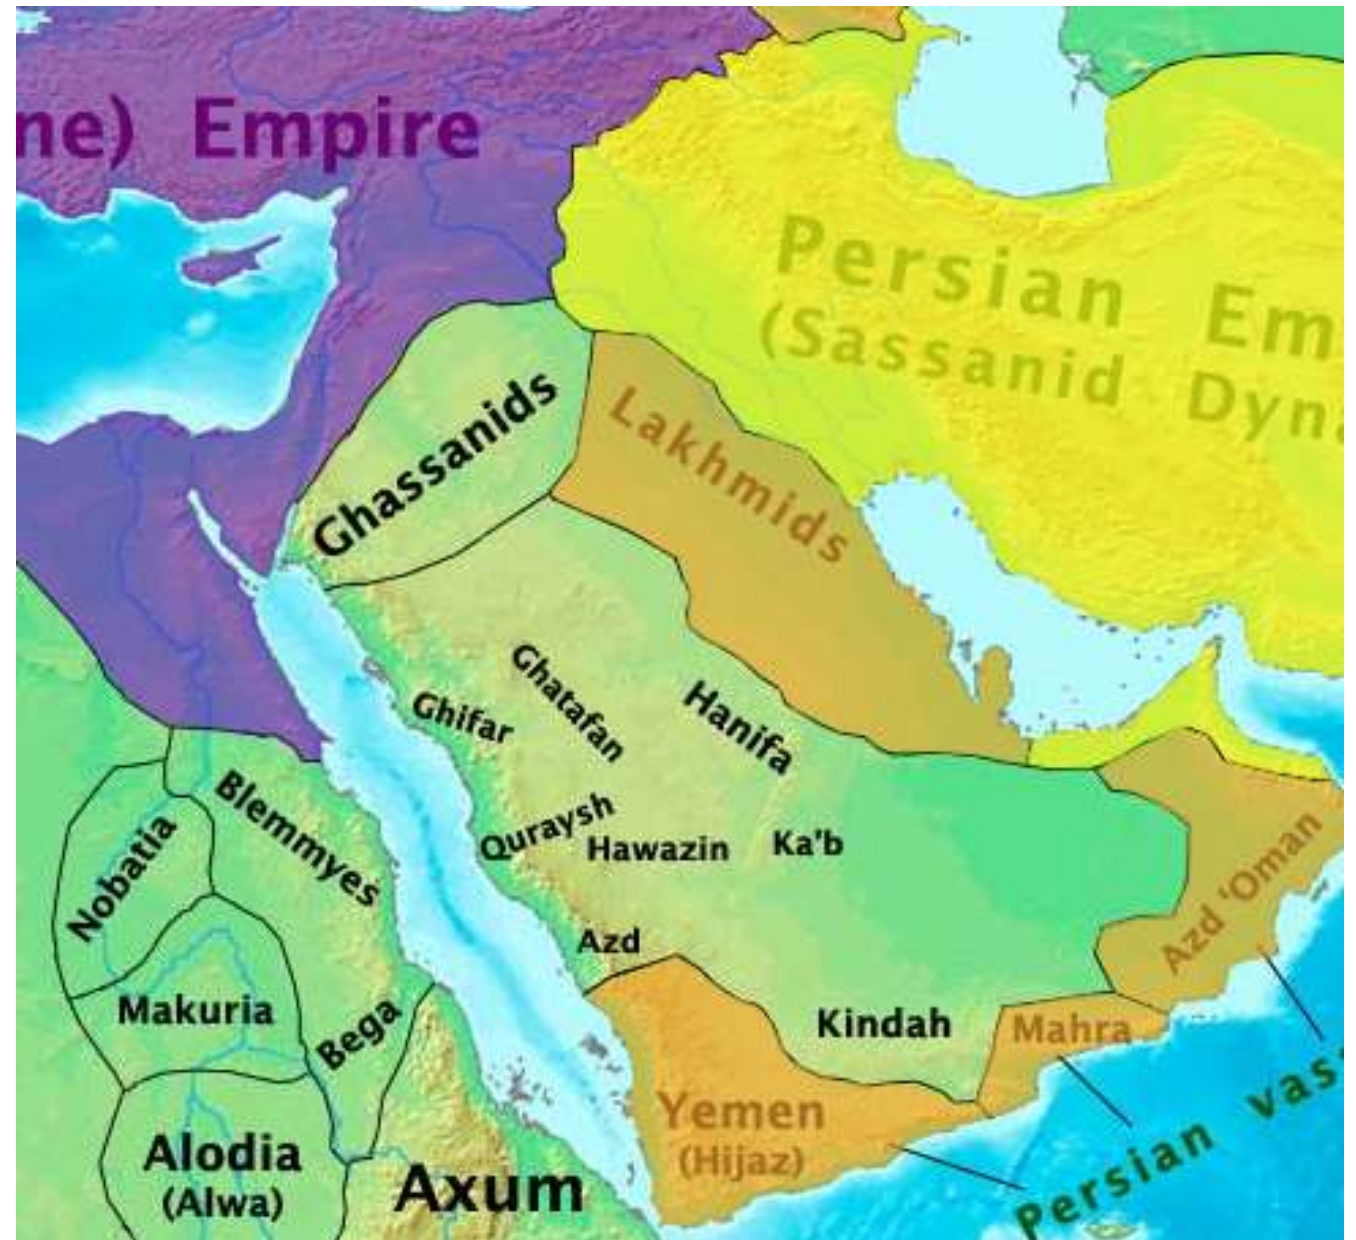 ne) Empire
Persian Em
(Sassanid Dyna
Ghassanids
Lakhmids
Ghatafan
Ghifar
Hanifa
Blemmyes
Quraysh
Hawazin
Ka'b
Nobatia
Azd 'Oman
Azd
Makuria
Bega
Kindah
Mahra
Yemen
(Hijaz)
Persian vas
Alodia
(Alwa)
Axum